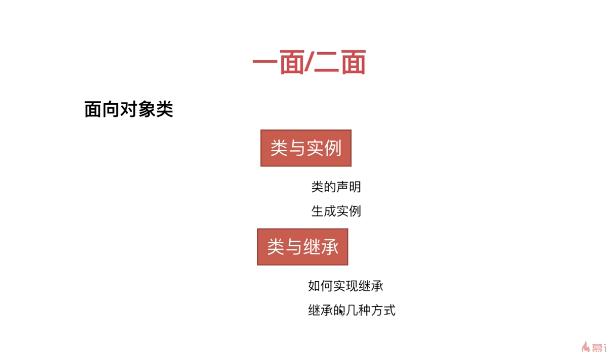 一面/二面
面向对象类
类与实例
类的声明
生成实例
类与继承
如何实现继承
继承的几种方式